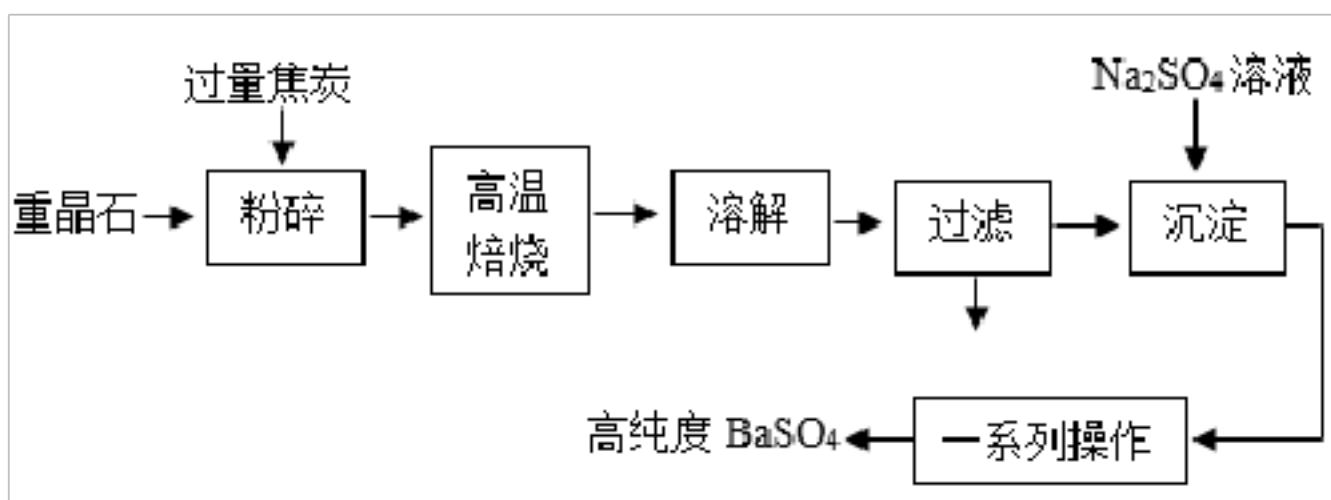 过量焦炭
Na₂SO₄溶液
重晶石
粉碎
高温
焙烧
溶解
过滤
沉淀
高纯度 BaSO₄
一系列操作